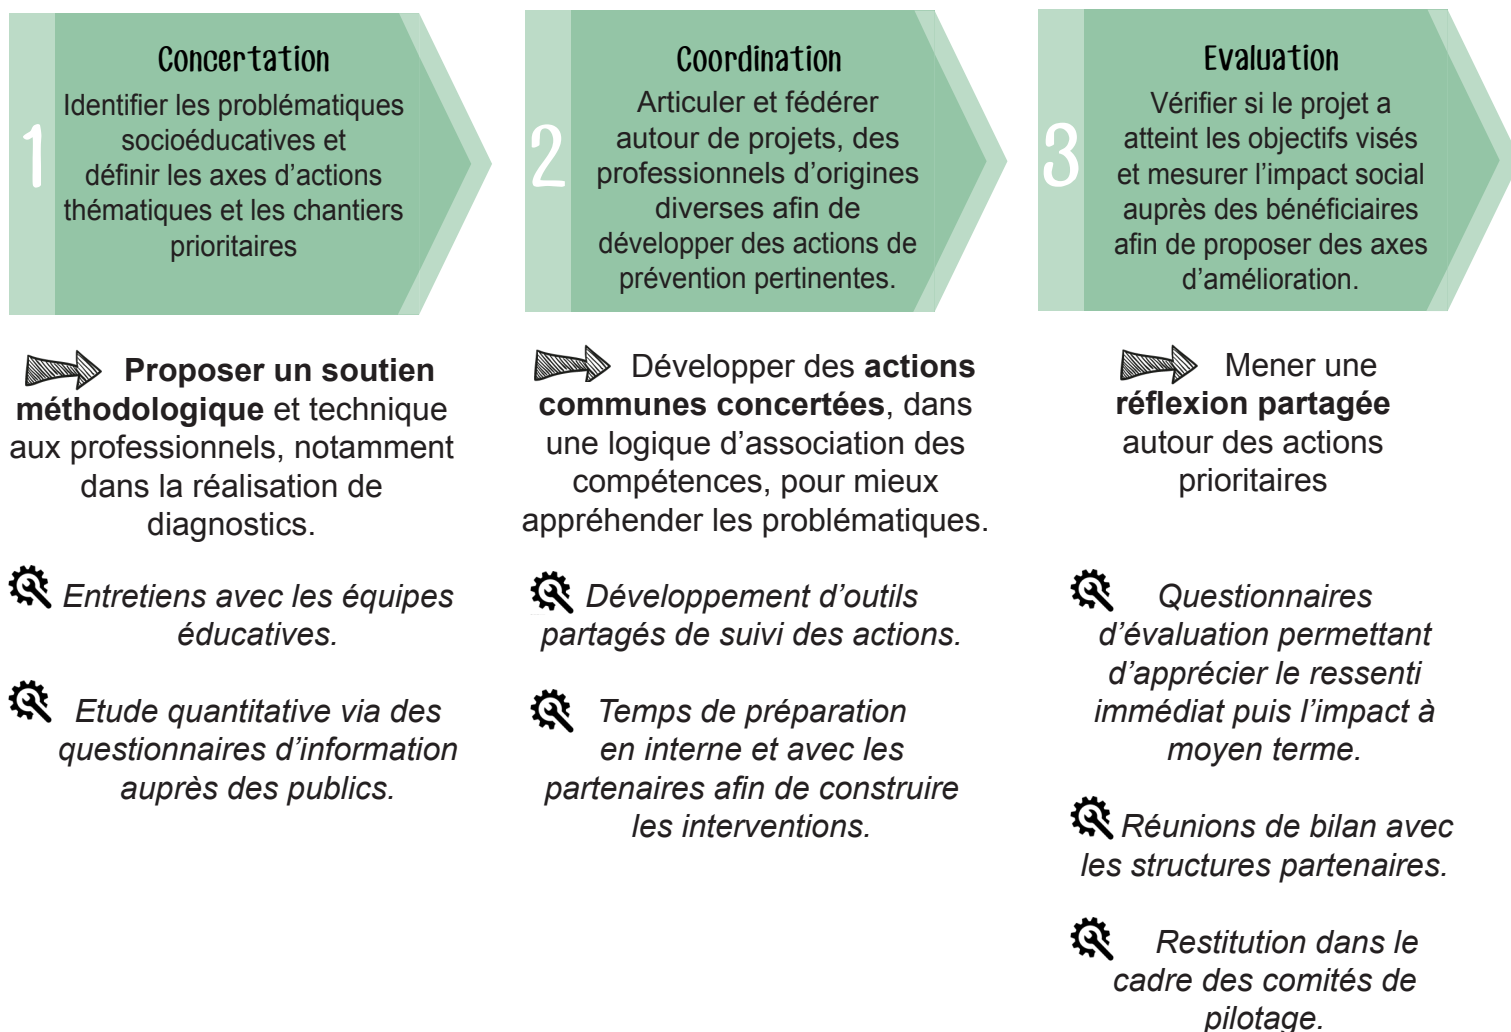 1
Concertation
Identifier les problématiques
socioéducatives et
définir les axes d'actions
thématiques et les chantiers
prioritaires
Proposer un soutien
méthodologique et technique
aux professionnels, notamment
dans la réalisation de
diagnostics.
Entretiens avec les équipes
éducatives.
Etude quantitative via des
questionnaires d'information
auprès des publics.
2
Coordination
Articuler et fédérer
autour de projets, des
professionnels d'origines
diverses afin de
développer des actions de
prévention pertinentes.
Développer des actions
communes concertées, dans
une logique d'association des
compétences, pour mieux
appréhender les problématiques.
Développement d'outils
partagés de suivi des actions.
Temps de préparation
en interne et avec les
partenaires afin de construire
les interventions.
3
Evaluation
Vérifier si le projet a
atteint les objectifs visés
et mesurer l'impact social
auprès des bénéficiaires
afin de proposer des axes
d'amélioration.
Mener une
réflexion partagée
autour des actions
prioritaires
Questionnaires
d'évaluation permettant
d'apprécier le ressenti
immédiat puis l'impact à
moyen terme.
Réunions de bilan avec
les structures partenaires.
Restitution dans le
cadre des comités de
pilotage.